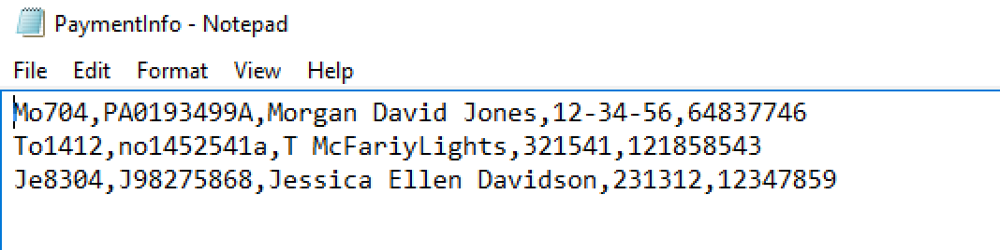 PaymentInfo - Notepad
File Edit Format View Help
Mo704,PA0193499A,Morgan David Jones,12-34-56,64837746
To1412,no1452541a,T McFariyLights,321541,121858543
Je8304,J98275868,Jessica Ellen Davidson,231312,12347859